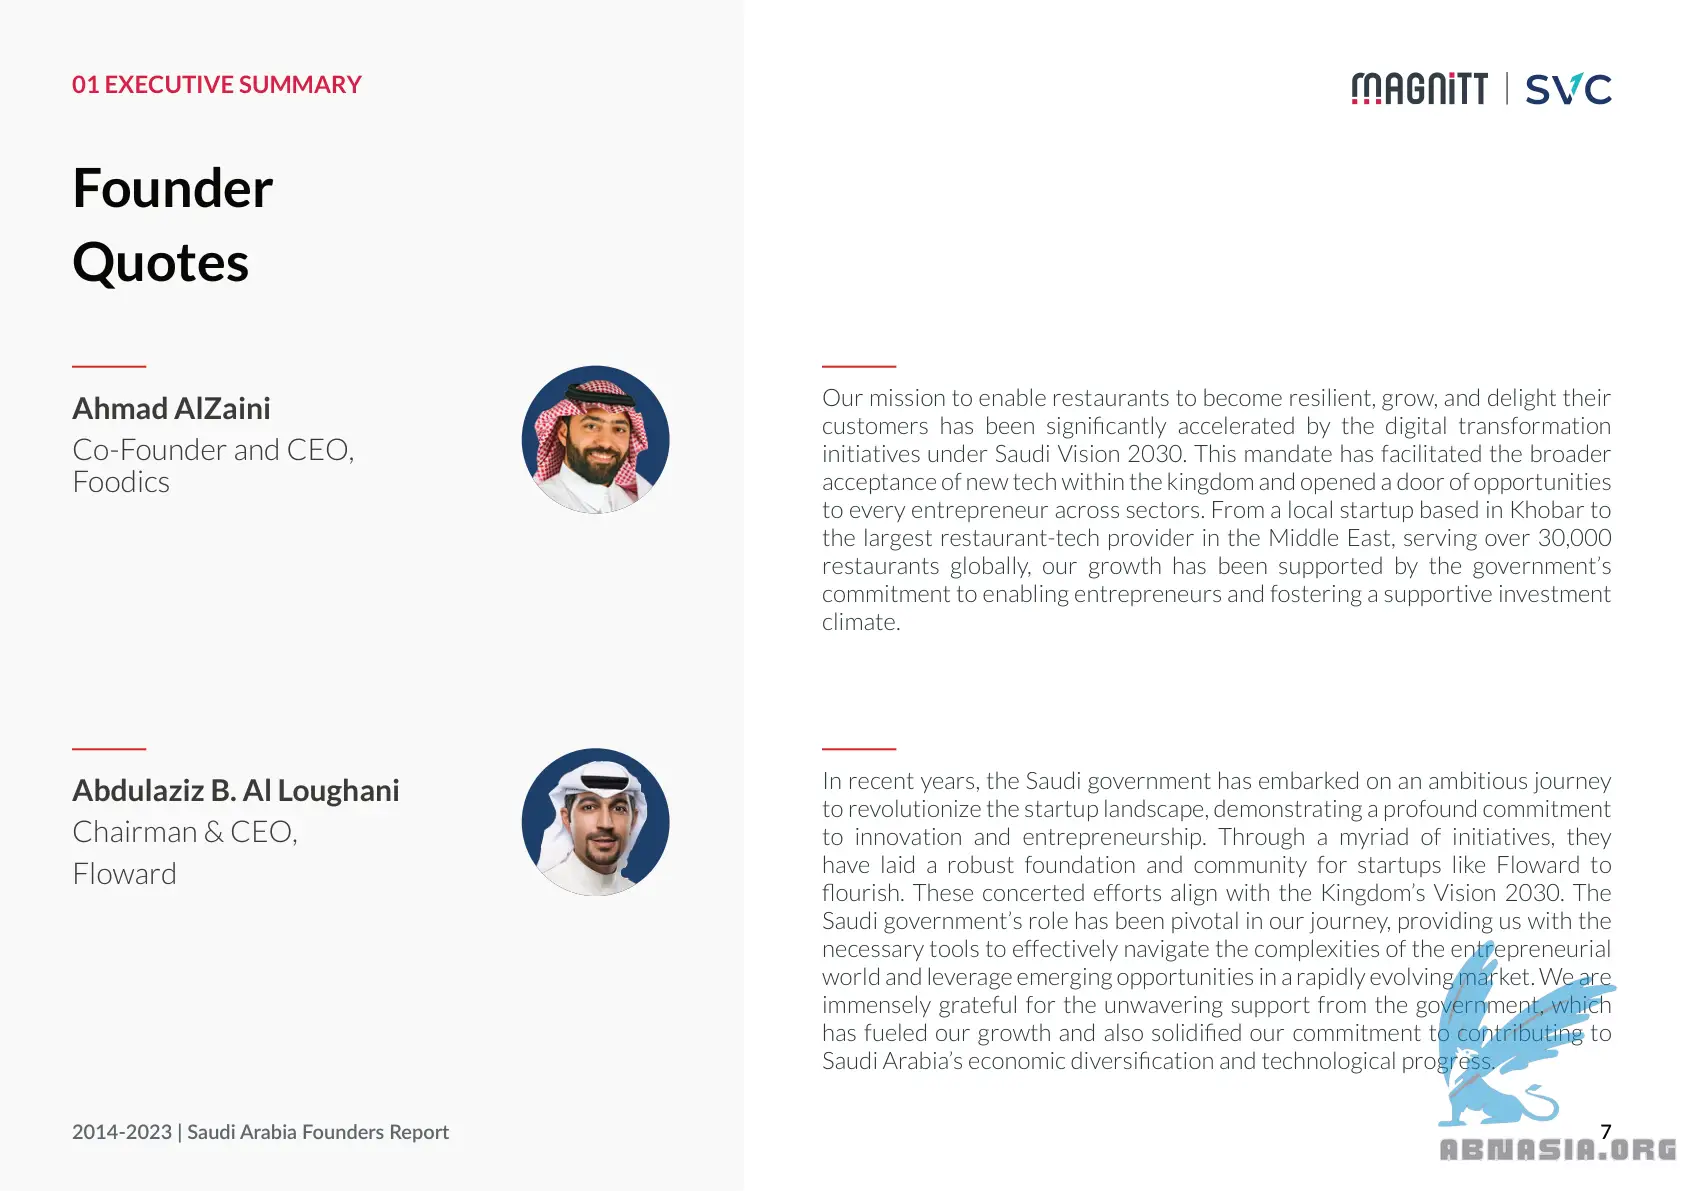 01 EXECUTIVE SUMMARY
MAGNiTT | SVC
Founder
Quotes
Ahmad AlZaini
Co-Founder and CEO,
Foodics
Our mission to enable restaurants to become resilient, grow, and delight their
customers has been significantly accelerated by the digital transformation
initiatives under Saudi Vision 2030. This mandate has facilitated the broader
acceptance of new tech within the kingdom and opened a door of opportunities
to every entrepreneur across sectors. From a local startup based in Khobar to
the largest restaurant-tech provider in the Middle East, serving over 30,000
restaurants globally, our growth has been supported by the government’s
commitment to enabling entrepreneurs and fostering a supportive investment
climate.
Abdulaziz B. Al Loughani
Chairman & CEO,
Floward
In recent years, the Saudi government has embarked on an ambitious journey
to revolutionize the startup landscape, demonstrating a profound commitment
to innovation and entrepreneurship. Through a myriad of initiatives, they
have laid a robust foundation and community for startups like Floward to
flourish. These concerted efforts align with the Kingdom’s Vision 2030. The
Saudi government’s role has been pivotal in our journey, providing us with the
necessary tools to effectively navigate the complexities of the entrepreneurial
world and leverage emerging opportunities in a rapidly evolving market. We are
immensely grateful for the unwavering support from the government, which
has fueled our growth and also solidified our commitment to contributing to
Saudi Arabia’s economic diversification and technological progress.
2014-2023 | Saudi Arabia Founders Report
7
ABNASIA.ORG